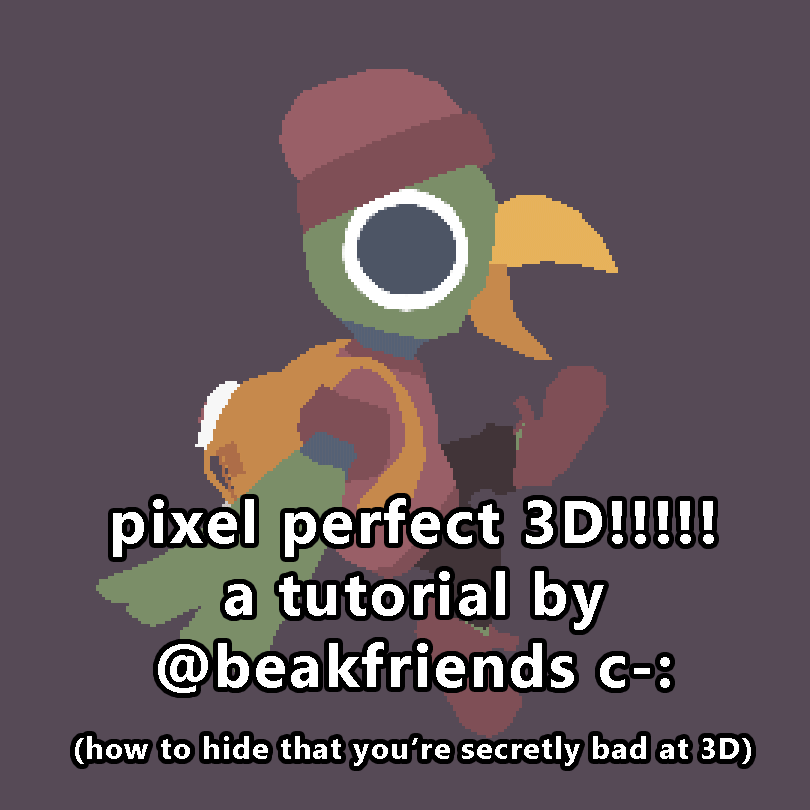 pixel perfect 3D!!!!!
a tutorial by
@beakfriends c-:
(how to hide that you’re secretly bad at 3D)